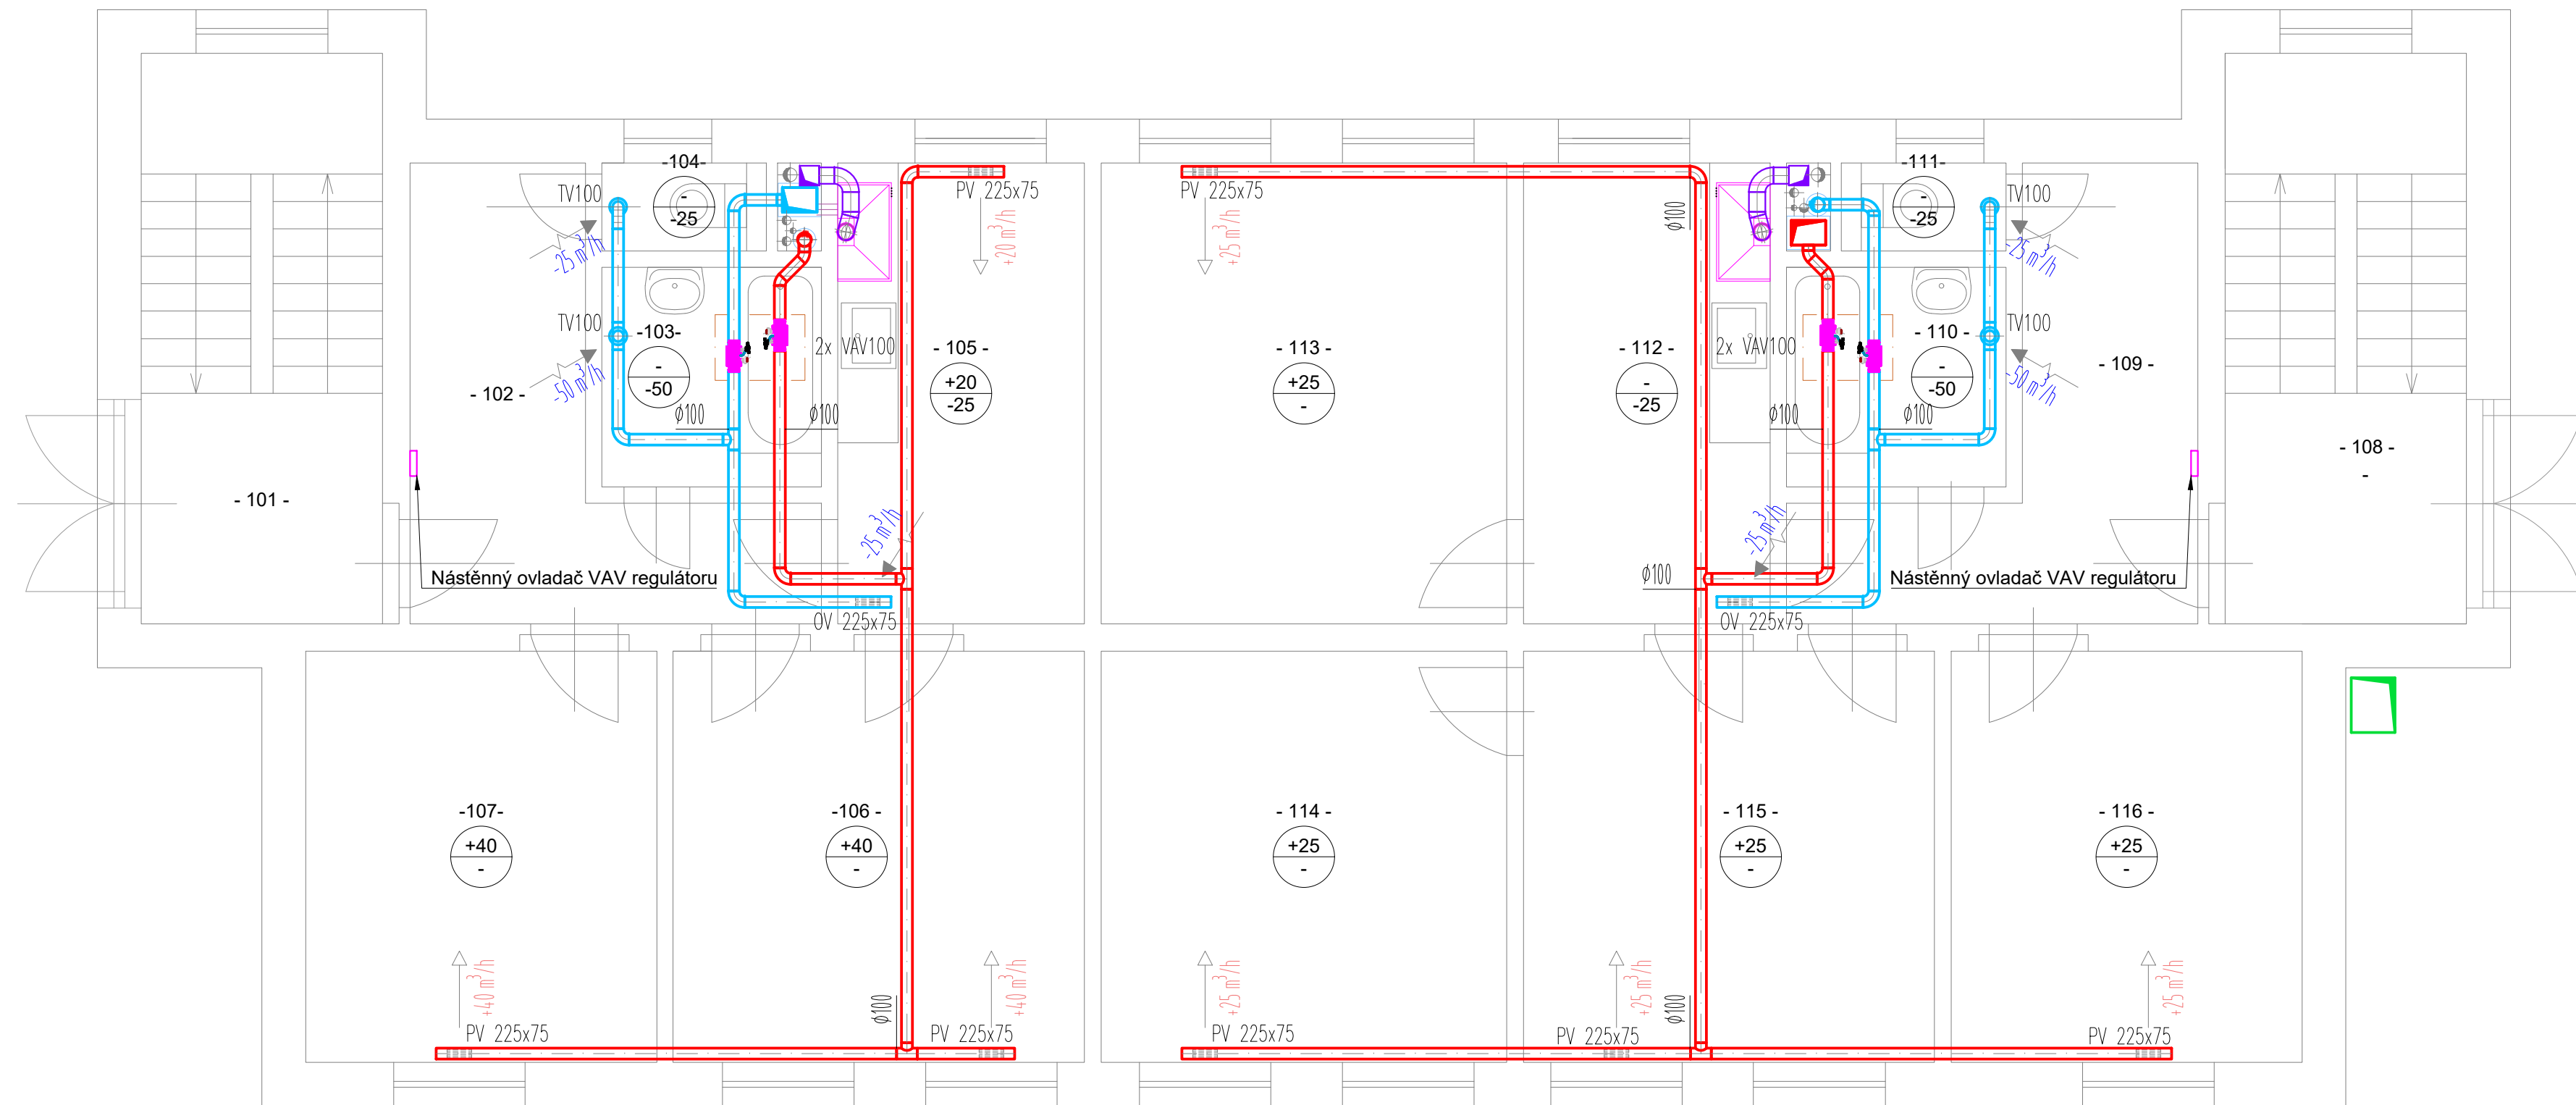 -104-
-111-
TV100
-
-25
-25 m³/h
PV 225x75
+20 m³/h
PV 225x75
+25 m³/h
ϕ100
-
-25
TV100
-25 m³/h
TV100
-103-
-
-50
-50 m³/h
2x VAV100
- 105 -
+20
-25
- 113 -
+25
-
- 112 -
-
-25
2x VAV100
- 110 -
-
-50
TV100
-50 m³/h
- 109 -
- 102 -
ϕ100
ϕ100
ϕ100
ϕ100
- 108 -
-
- 101 -
-25 m³/h
-25 m³/h
Nástěnný ovladač VAV regulátoru
ϕ100
Nástěnný ovladač VAV regulátoru
OV 225x75
OV 225x75
-107-
+40
-
-106 -
+40
-
- 114 -
+25
-
- 115 -
+25
-
- 116 -
+25
-
+40 m³/h
ϕ100
+40 m³/h
+25 m³/h
+25 m³/h
ϕ100
+25 m³/h
PV 225x75
PV 225x75
PV 225x75
PV 225x75
PV 225x75